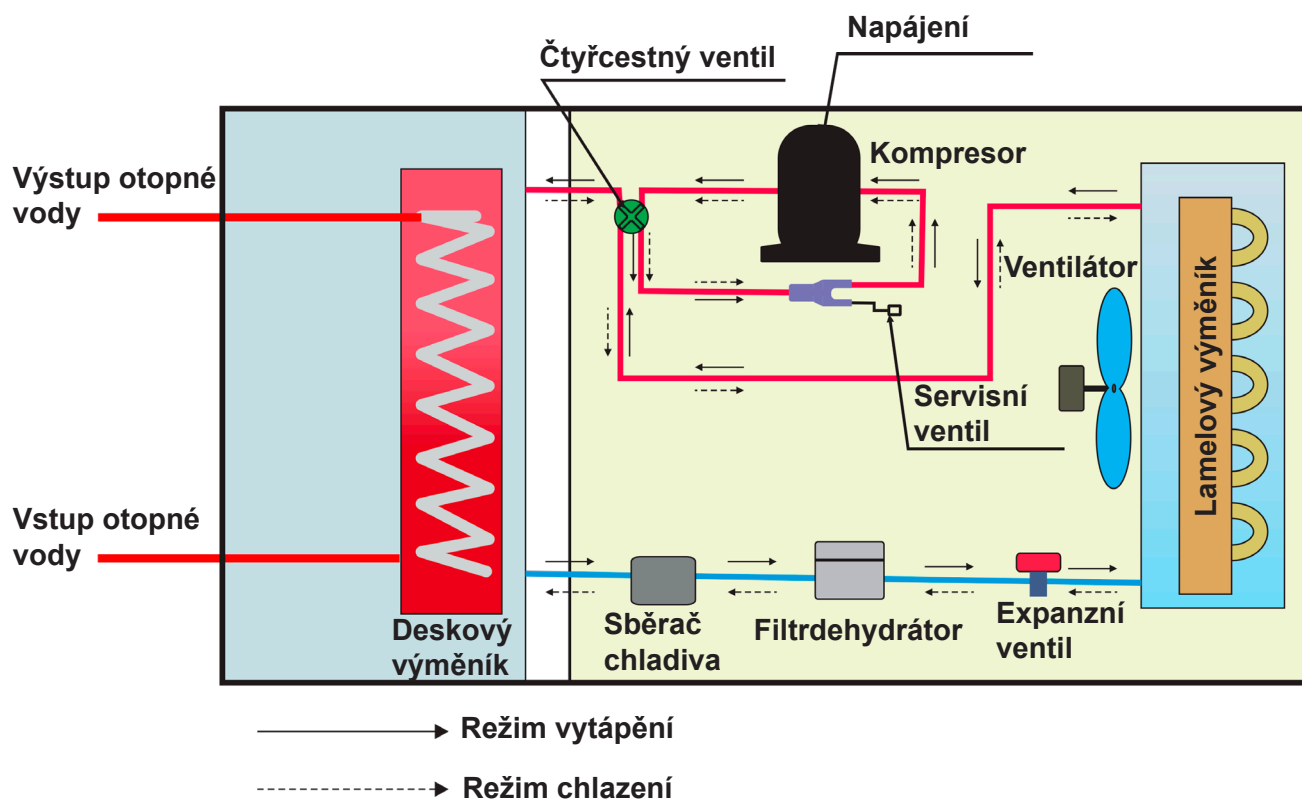 Napájení
Čtyřcestný ventil
Kompresor
Výstup otopné
vody
Ventilátor
Lamelový výměník
Servisní
ventil
Vstup otopné
vody
Deskový
výměník
Sběrač
chladiva
Filtrdehydrátor
Expanzní
ventil
Režim vytápění
Režim chlazení